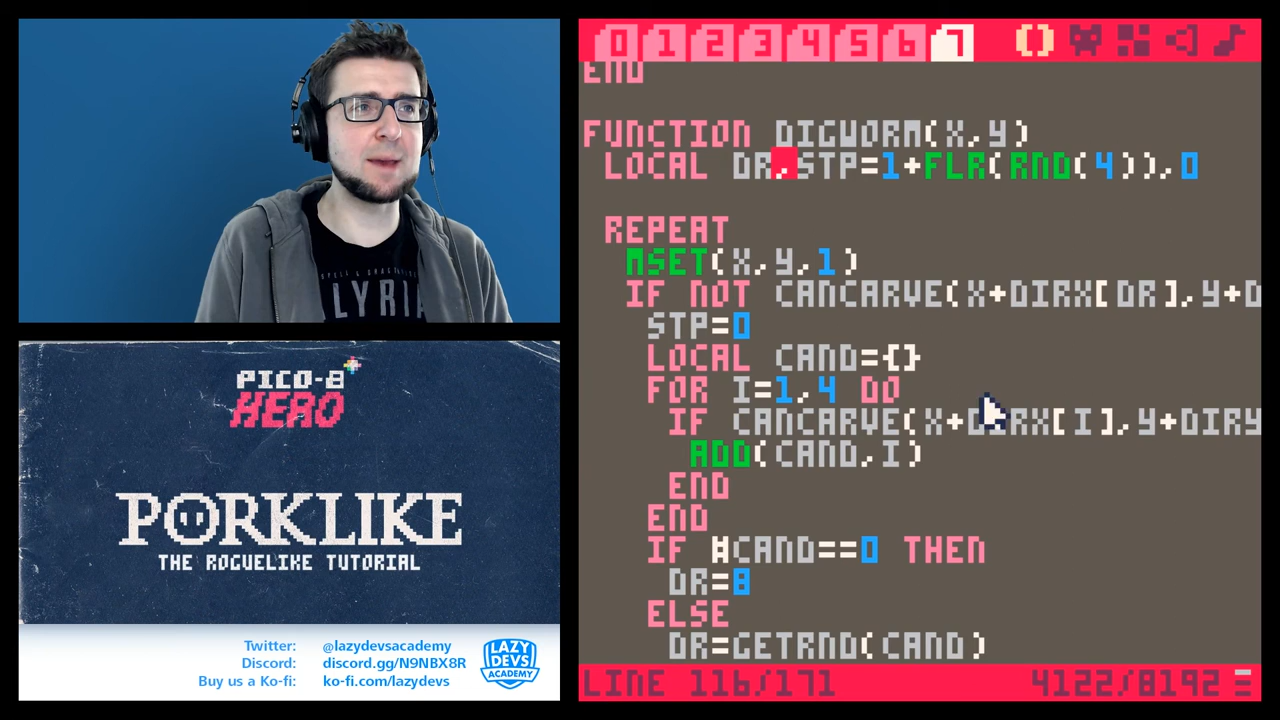 LYRIA
PICO-8
HERO
PORKLIKE
THE ROGUELIKE TUTORIAL
Twitter: @lazydevsacademy
Discord: discord.gg/N9NBX8R
Buy us a Ko-fi: ko-fi.com/lazydevs
LAZY
DEVS
ACADEMY
0 1 2 3 4 5 6 7 ()
END
FUNCTION DIGWORM(X,Y)
LOCAL DR,STP=1+FLR(RND(4)),0
REPEAT
MSET(X,Y,1)
IF NOT CANCARVE(X+DIRX[DR],Y+D
STP=0
LOCAL CAND={}
FOR I=1,4 DO
IF CANCARVE(X+DIRX[I],Y+DIRY
ADD(CAND,I)
END
END
IF #CAND==0 THEN
DR=8
ELSE
DR=GETRND(CAND)
LINE 116/171 4122/8192